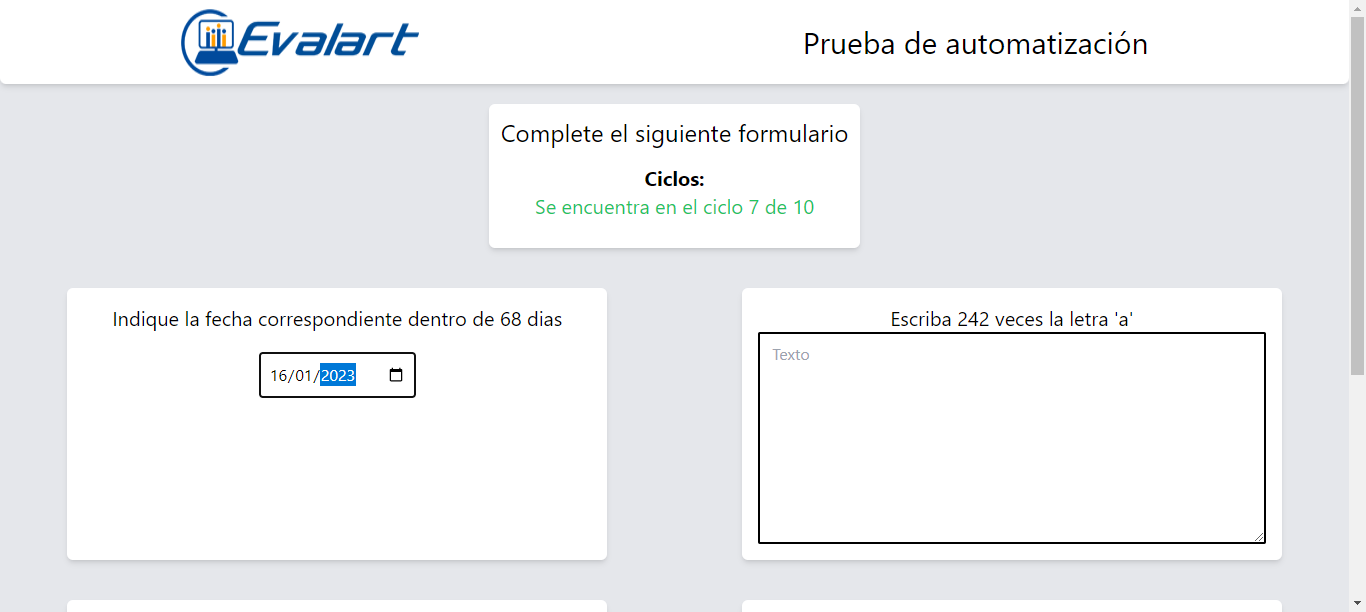 Evalart
Prueba de automatización
Complete el siguiente formulario
Ciclos:
Se encuentra en el ciclo 7 de 10
Indique la fecha correspondiente dentro de 68 dias
16/01/2023
Escriba 242 veces la letra 'a'
Texto